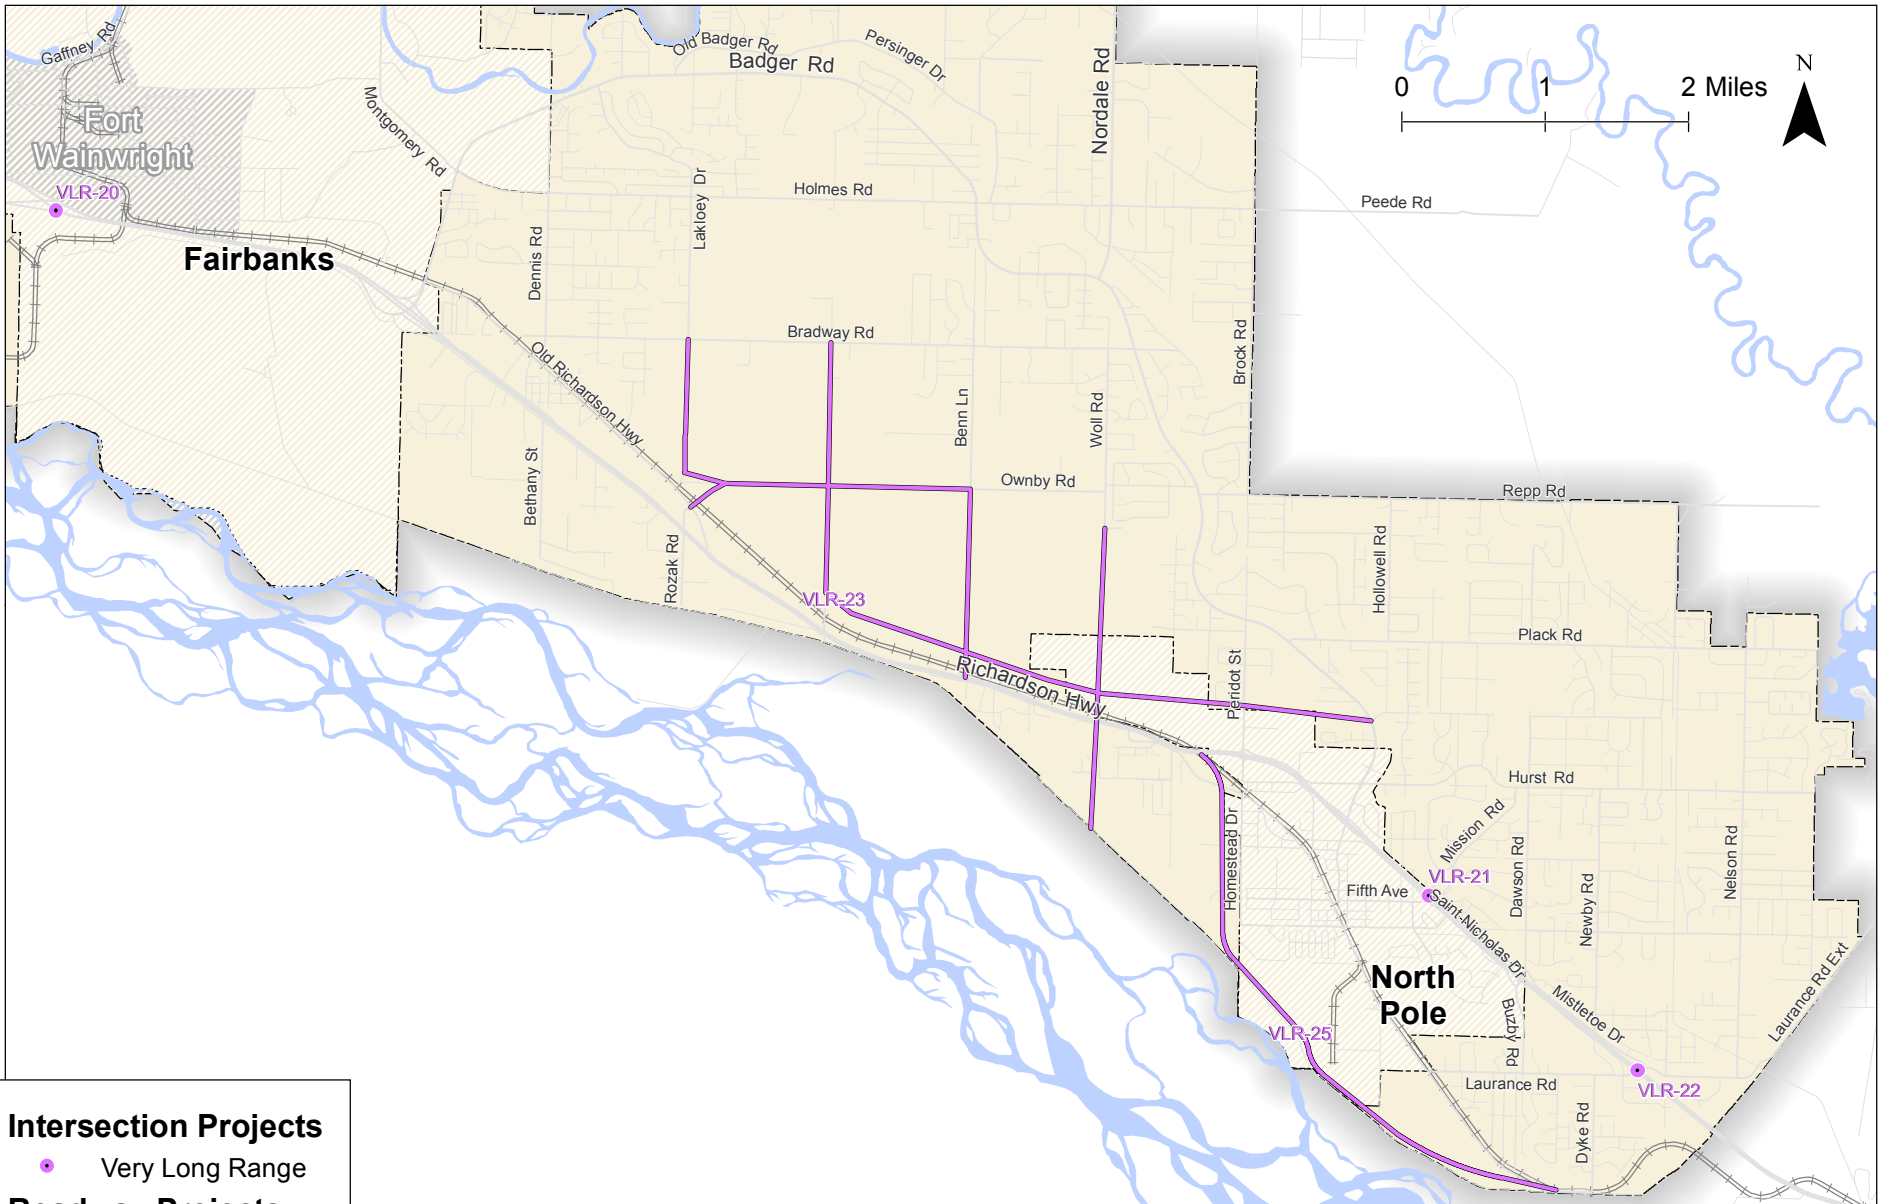 Gaffney Rd
Old Badger Rd
Persinger Dr
Badger Rd
Nordale Rd
N
0 1 2 Miles
Fort
Wainwright
Montgomery Rd
VLR-20
Holmes Rd
Peede Rd
Lakloey Dr
Dennis Rd
Fairbanks
Bradway Rd
Brock Rd
Old Richardson Hwy
Benn Ln
Woll Rd
Bethany St
Ownby Rd
Repp Rd
Rozak Rd
Hollowell Rd
VLR-23
Plack Rd
Richardson Hwy
Peridot St
Hurst Rd
Mission Rd
Homestead Dr
Dawson Rd
Nelson Rd
VLR-21
Fifth Ave
Saint Nicholas Dr
Newby Rd
North
Pole
Mistletoe Dr
Laurance Rd Ext
Buzby Rd
VLR-25
Laurance Rd
VLR-22
Dyke Rd
Intersection Projects
Very Long Range
Roadway Projects